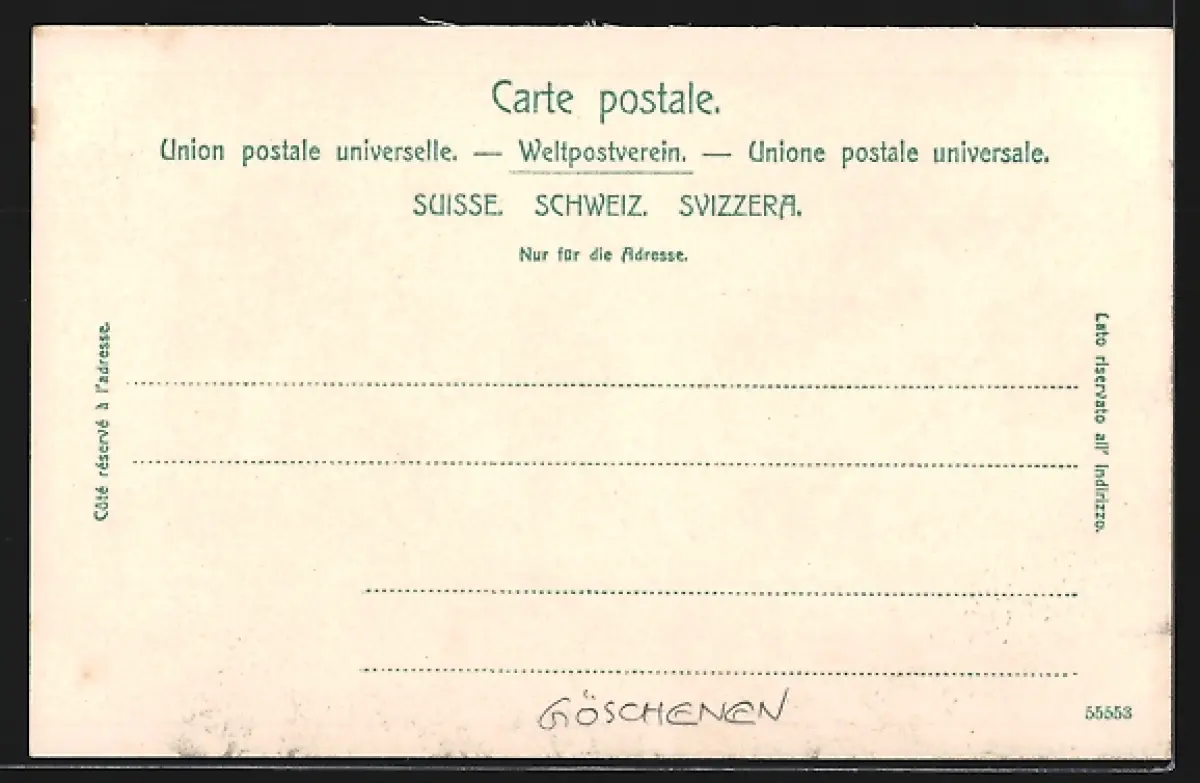 Carte postale.
Union postale universelle. — Weltpostverein. — Unione postale universale.
SUISSE. SCHWEIZ. SVIZZERA.
Nur für die Adresse.
Côté réservé à l'adresse.
Lato riservato all' indirizzo.
GÖSCHENEN
55553